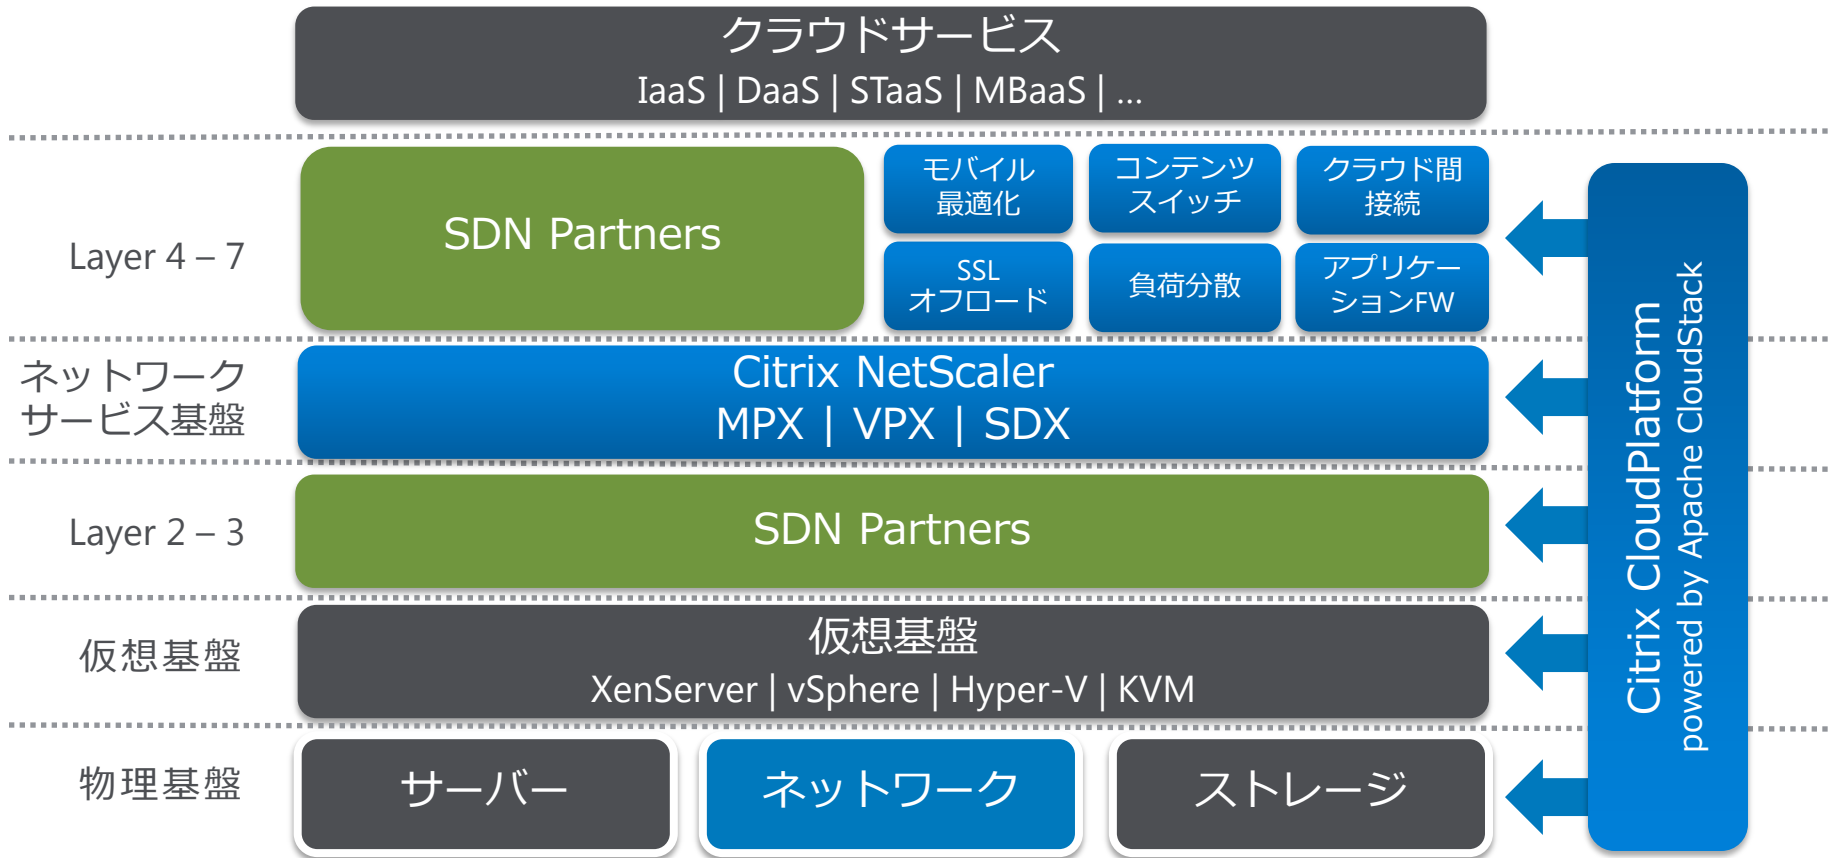 クラウドサービス
IaaS | DaaS | STaaS | MBaaS | ...
Layer 4 – 7
SDN Partners
モバイル
最適化
コンテンツ
スイッチ
クラウド間
接続
SSL
オフロード
負荷分散
アプリケー
ションFW
ネットワーク
サービス基盤
Citrix NetScaler
MPX | VPX | SDX
Layer 2 – 3
SDN Partners
仮想基盤
仮想基盤
XenServer | vSphere | Hyper-V | KVM
物理基盤
サーバー
ネットワーク
ストレージ
Citrix CloudPlatform
powered by Apache CloudStack